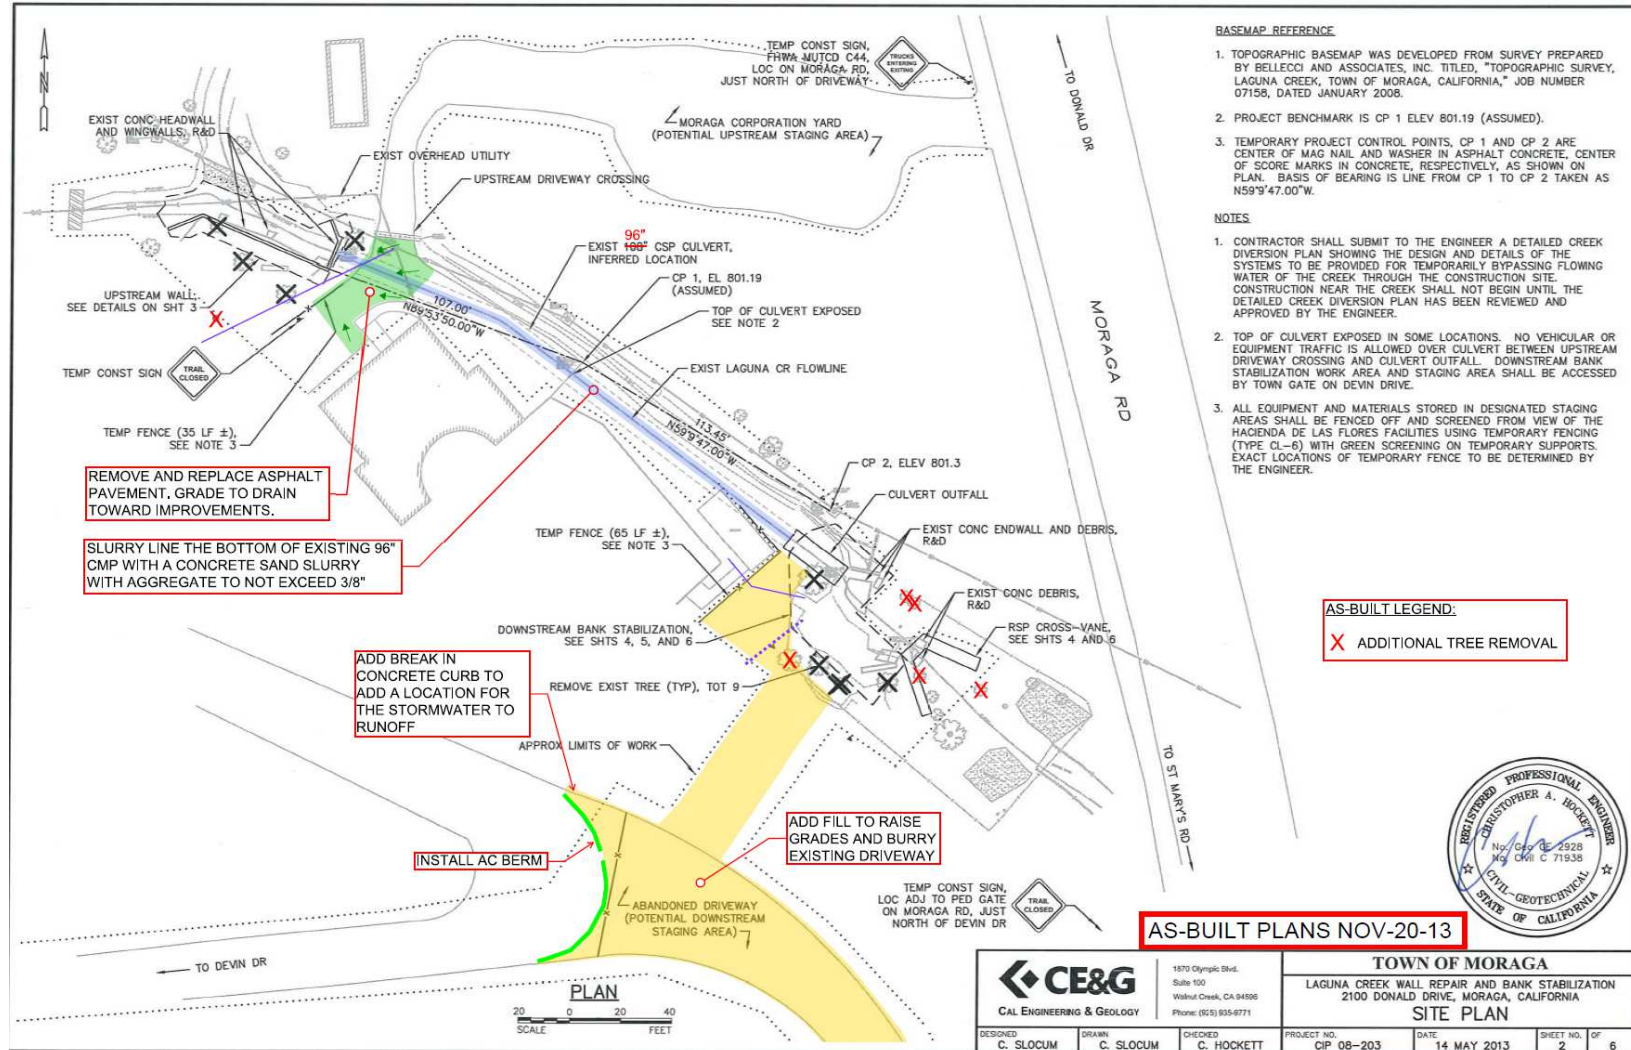 TEMP CONST SIGN,
FHWA MUTCD C44,
LOC ON MORAGA RD,
JUST NORTH OF DRIVEWAY
TRUCKS
ENTERING
EXITING
N
TO DONALD DR
EXIST CONC HEADWALL
AND WINGWALLS, R&D
MORAGA CORPORATION YARD
(POTENTIAL UPSTREAM STAGING AREA)
EXIST OVERHEAD UTILITY
UPSTREAM DRIVEWAY CROSSING
96"
EXIST 108" CSP CULVERT,
INFERRED LOCATION
CP 1, EL 801.19
(ASSUMED)
UPSTREAM WALL,
SEE DETAILS ON SHT 3
107.00'
N89°53'50.00"W
TOP OF CULVERT EXPOSED
SEE NOTE 2
TEMP CONST SIGN
TRAIL
CLOSED
EXIST LAGUNA CR FLOWLINE
MORAGA RD
TEMP FENCE (35 LF ±),
SEE NOTE 3
113.45'
N59°9'47.00"W
REMOVE AND REPLACE ASPHALT
PAVEMENT. GRADE TO DRAIN
TOWARD IMPROVEMENTS.
CP 2, ELEV 801.3
CULVERT OUTFALL
SLURRY LINE THE BOTTOM OF EXISTING 96"
CMP WITH A CONCRETE SAND SLURRY
WITH AGGREGATE TO NOT EXCEED 3/8"
TEMP FENCE (65 LF ±),
SEE NOTE 3
EXIST CONC ENDWALL AND DEBRIS,
R&D
EXIST CONC DEBRIS,
R&D
DOWNSTREAM BANK STABILIZATION,
SEE SHTS 4, 5, AND 6
RSP CROSS-VANE,
SEE SHTS 4 AND 6
ADD BREAK IN
CONCRETE CURB TO
ADD A LOCATION FOR
THE STORMWATER TO
RUNOFF
REMOVE EXIST TREE (TYP), TOT 9
APPROX LIMITS OF WORK
TO ST MARY'S RD
INSTALL AC BERM
ADD FILL TO RAISE
GRADES AND BURRY
EXISTING DRIVEWAY
ABANDONED DRIVEWAY
(POTENTIAL DOWNSTREAM
STAGING AREA)
TEMP CONST SIGN,
LOC ADJ TO PED GATE
ON MORAGA RD, JUST
NORTH OF DEVIN DR
TRAIL
CLOSED
TO DEVIN DR
PLAN
20 0 20 40
SCALE FEET
BASEMAP REFERENCE
1. TOPOGRAPHIC BASEMAP WAS DEVELOPED FROM SURVEY PREPARED
BY BELLECCI AND ASSOCIATES, INC. TITLED, "TOPOGRAPHIC SURVEY,
LAGUNA CREEK, TOWN OF MORAGA, CALIFORNIA," JOB NUMBER
07158, DATED JANUARY 2008.
2. PROJECT BENCHMARK IS CP 1 ELEV 801.19 (ASSUMED).
3. TEMPORARY PROJECT CONTROL POINTS, CP 1 AND CP 2 ARE
CENTER OF MAG NAIL AND WASHER IN ASPHALT CONCRETE, CENTER
OF SCORE MARKS IN CONCRETE, RESPECTIVELY, AS SHOWN ON
PLAN. BASIS OF BEARING IS LINE FROM CP 1 TO CP 2 TAKEN AS
N59°9'47.00"W.
NOTES
1. CONTRACTOR SHALL SUBMIT TO THE ENGINEER A DETAILED CREEK
DIVERSION PLAN SHOWING THE DESIGN AND DETAILS OF THE
SYSTEMS TO BE PROVIDED FOR TEMPORARILY BYPASSING FLOWING
WATER OF THE CREEK THROUGH THE CONSTRUCTION SITE.
CONSTRUCTION NEAR THE CREEK SHALL NOT BEGIN UNTIL THE
DETAILED CREEK DIVERSION PLAN HAS BEEN REVIEWED AND
APPROVED BY THE ENGINEER.
2. TOP OF CULVERT EXPOSED IN SOME LOCATIONS. NO VEHICULAR OR
EQUIPMENT TRAFFIC IS ALLOWED OVER CULVERT BETWEEN UPSTREAM
DRIVEWAY CROSSING AND CULVERT OUTFALL. DOWNSTREAM BANK
STABILIZATION WORK AREA AND STAGING AREA SHALL BE ACCESSED
BY TOWN GATE ON DEVIN DRIVE.
3. ALL EQUIPMENT AND MATERIALS STORED IN DESIGNATED STAGING
AREAS SHALL BE FENCED OFF AND SCREENED FROM VIEW OF THE
HACIENDA DE LAS FLORES FACILITIES USING TEMPORARY FENCING
(TYPE CL-6) WITH GREEN SCREENING ON TEMPORARY SUPPORTS.
EXACT LOCATIONS OF TEMPORARY FENCE TO BE DETERMINED BY
THE ENGINEER.
AS-BUILT LEGEND:
X ADDITIONAL TREE REMOVAL
REGISTERED PROFESSIONAL ENGINEER
CHRISTOPHER A. HOCKETT
No. Geo GE 2928
No. Civil C 71938
CIVIL-GEOTECHNICAL
STATE OF CALIFORNIA
AS-BUILT PLANS NOV-20-13
CE&G
CAL ENGINEERING & GEOLOGY
1870 Olympic Blvd.
Suite 100
Walnut Creek, CA 94596
Phone: (925) 935-9771
TOWN OF MORAGA
LAGUNA CREEK WALL REPAIR AND BANK STABILIZATION
2100 DONALD DRIVE, MORAGA, CALIFORNIA
SITE PLAN
DESIGNED
C. SLOCUM
DRAWN
C. SLOCUM
CHECKED
C. HOCKETT
PROJECT NO.
CIP 08-203
DATE
14 MAY 2013
SHEET NO.
2
OF
6